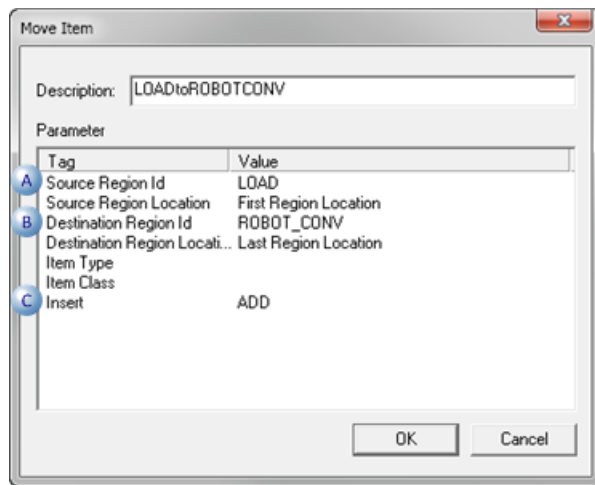 Move Item
Description: LOADtoROBOTCONV
Parameter
Tag Value
A Source Region Id LOAD
Source Region Location First Region Location
B Destination Region Id ROBOT_CONV
Destination Region Locati... Last Region Location
Item Type
Item Class
C Insert ADD
OK Cancel